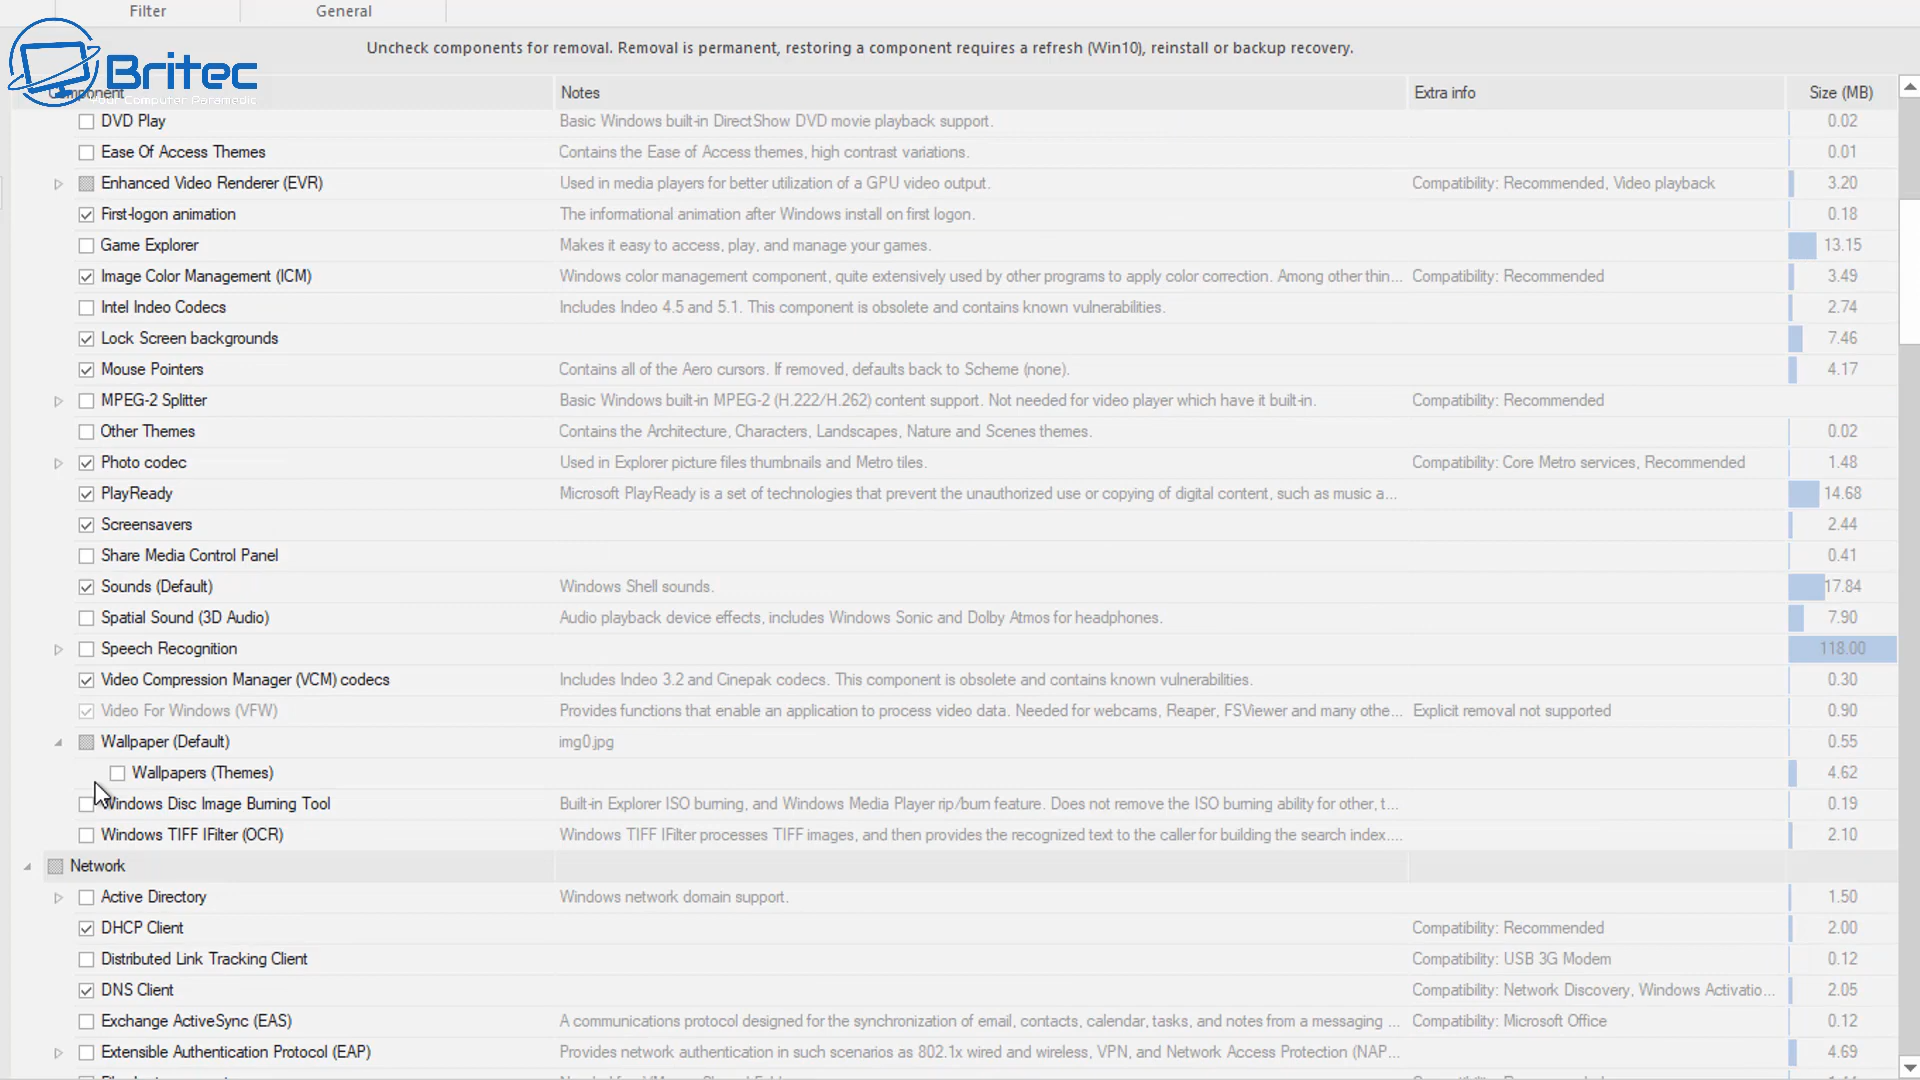 Filter General
Uncheck components for removal. Removal is permanent, restoring a component requires a refresh (Win10), reinstall or backup recovery.
Britec
Your Computer Paramedic
Component Notes Extra info Size (MB)
DVD Play Basic Windows built-in DirectShow DVD movie playback support. 0.02
Ease Of Access Themes Contains the Ease of Access themes, high contrast variations. 0.01
Enhanced Video Renderer (EVR) Used in media players for better utilization of a GPU video output. Compatibility: Recommended, Video playback 3.20
First-logon animation The informational animation after Windows install on first logon. 0.18
Game Explorer Makes it easy to access, play, and manage your games. 13.15
Image Color Management (ICM) Windows color management component, quite extensively used by other programs to apply color correction. Among other thin... Compatibility: Recommended 3.49
Intel Indeo Codecs Includes Indeo 4.5 and 5.1. This component is obsolete and contains known vulnerabilities. 2.74
Lock Screen backgrounds 7.46
Mouse Pointers Contains all of the Aero cursors. If removed, defaults back to Scheme (none). 4.17
MPEG-2 Splitter Basic Windows built-in MPEG-2 (H.222/H.262) content support. Not needed for video player which have it built-in. Compatibility: Recommended
Other Themes Contains the Architecture, Characters, Landscapes, Nature and Scenes themes. 0.02
Photo codec Used in Explorer picture files thumbnails and Metro tiles. Compatibility: Core Metro services, Recommended 1.48
PlayReady Microsoft PlayReady is a set of technologies that prevent the unauthorized use or copying of digital content, such as music a... 14.68
Screensavers 2.44
Share Media Control Panel 0.41
Sounds (Default) Windows Shell sounds. 17.84
Spatial Sound (3D Audio) Audio playback device effects, includes Windows Sonic and Dolby Atmos for headphones. 7.90
Speech Recognition 118.00
Video Compression Manager (VCM) codecs Includes Indeo 3.2 and Cinepak codecs. This component is obsolete and contains known vulnerabilities. 0.30
Video For Windows (VFW) Provides functions that enable an application to process video data. Needed for webcams, Reaper, FSViewer and many othe... Explicit removal not supported 0.90
Wallpaper (Default) img0.jpg 0.55
Wallpapers (Themes) 4.62
Windows Disc Image Burning Tool Built-in Explorer ISO burning, and Windows Media Player rip/burn feature. Does not remove the ISO burning ability for other, t... 0.19
Windows TIFF IFilter (OCR) Windows TIFF IFilter processes TIFF images, and then provides the recognized text to the caller for building the search index.... 2.10
Network
Active Directory Windows network domain support. 1.50
DHCP Client Compatibility: Recommended 2.00
Distributed Link Tracking Client Compatibility: USB 3G Modem 0.12
DNS Client Compatibility: Network Discovery, Windows Activatio... 2.05
Exchange ActiveSync (EAS) A communications protocol designed for the synchronization of email, contacts, calendar, tasks, and notes from a messaging ... Compatibility: Microsoft Office 0.12
Extensible Authentication Protocol (EAP) Provides network authentication in such scenarios as 802.1x wired and wireless, VPN, and Network Access Protection (NAP... 4.69